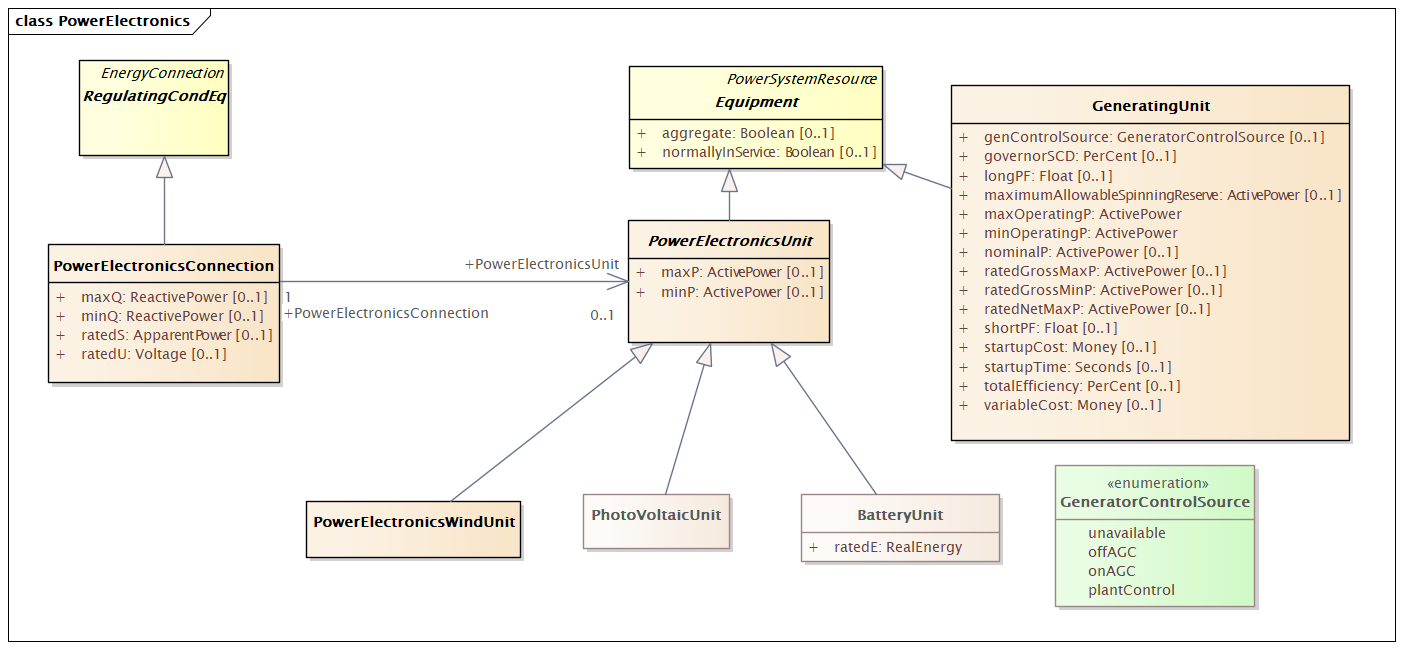 class PowerElectronics
EnergyConnection
RegulatingCondEq
PowerSystemResource
Equipment
+ aggregate: Boolean [0..1]
+ normallyInService: Boolean [0..1]
GeneratingUnit
+ genControlSource: GeneratorControlSource [0..1]
+ governorSCD: PerCent [0..1]
+ longPF: Float [0..1]
+ maximumAllowableSpinningReserve: ActivePower [0..1]
+ maxOperatingP: ActivePower
+ minOperatingP: ActivePower
+ nominalP: ActivePower [0..1]
+ ratedGrossMaxP: ActivePower [0..1]
+ ratedGrossMinP: ActivePower [0..1]
+ ratedNetMaxP: ActivePower [0..1]
+ shortPF: Float [0..1]
+ startupCost: Money [0..1]
+ startupTime: Seconds [0..1]
+ totalEfficiency: PerCent [0..1]
+ variableCost: Money [0..1]
PowerElectronicsConnection
+ maxQ: ReactivePower [0..1]
+ minQ: ReactivePower [0..1]
+ ratedS: ApparentPower [0..1]
+ ratedU: Voltage [0..1]
+PowerElectronicsUnit
1
+PowerElectronicsConnection
0..1
PowerElectronicsUnit
+ maxP: ActivePower [0..1]
+ minP: ActivePower [0..1]
PowerElectronicsWindUnit
PhotoVoltaicUnit
BatteryUnit
+ ratedE: RealEnergy
«enumeration»
GeneratorControlSource
unavailable
offAGC
onAGC
plantControl